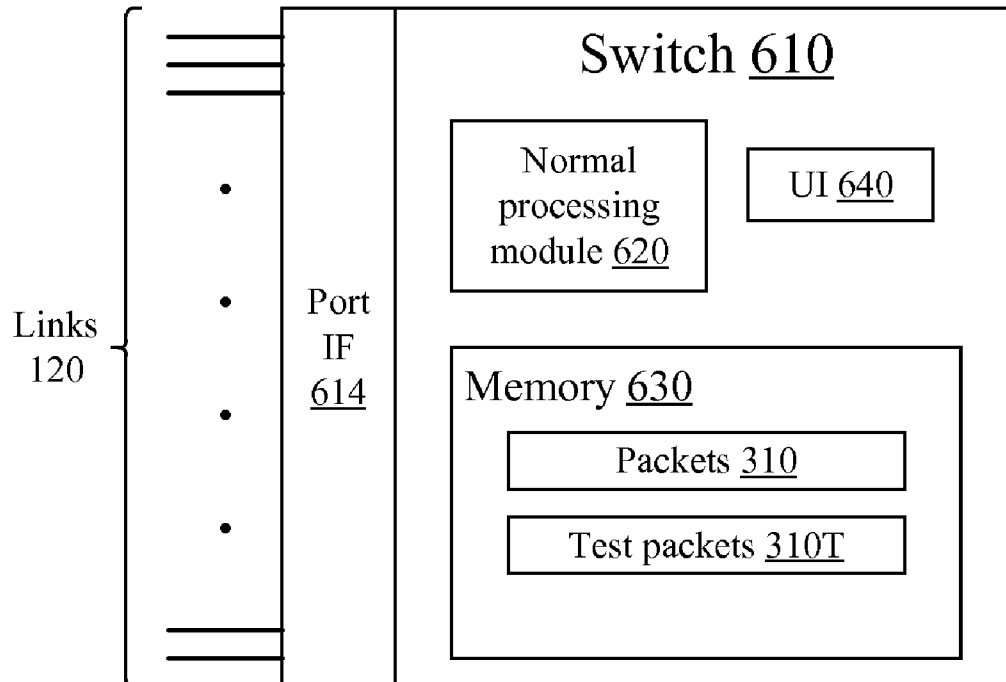 Switch 610
Normal
processing
module 620
UI 640
Links
120
Port
IF
614
Memory 630
Packets 310
Test packets 310T